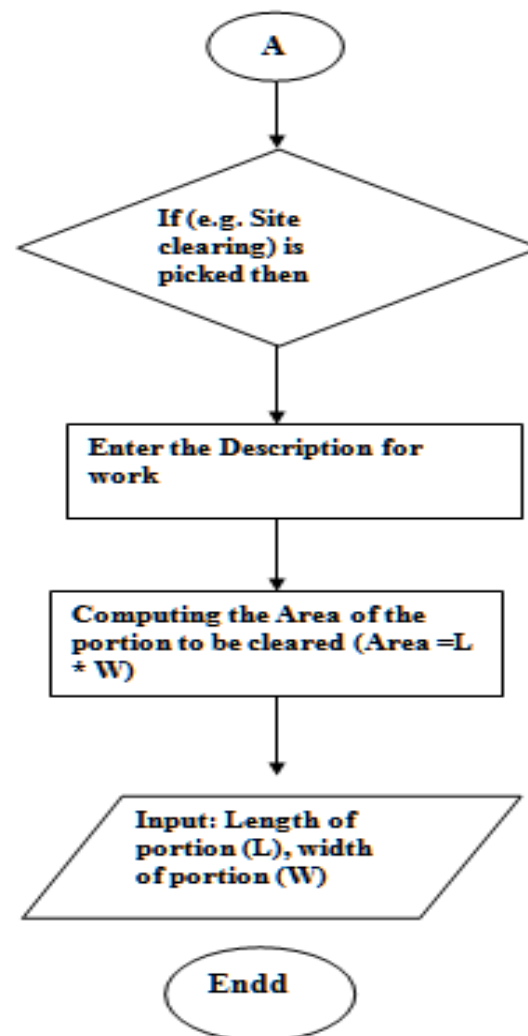 A
If (e.g. Site
clearing) is
picked then
Enter the Description for
work
Computing the Area of the
portion to be cleared (Area =L
* W)
Input: Length of
portion (L), width
of portion (W)
Endd